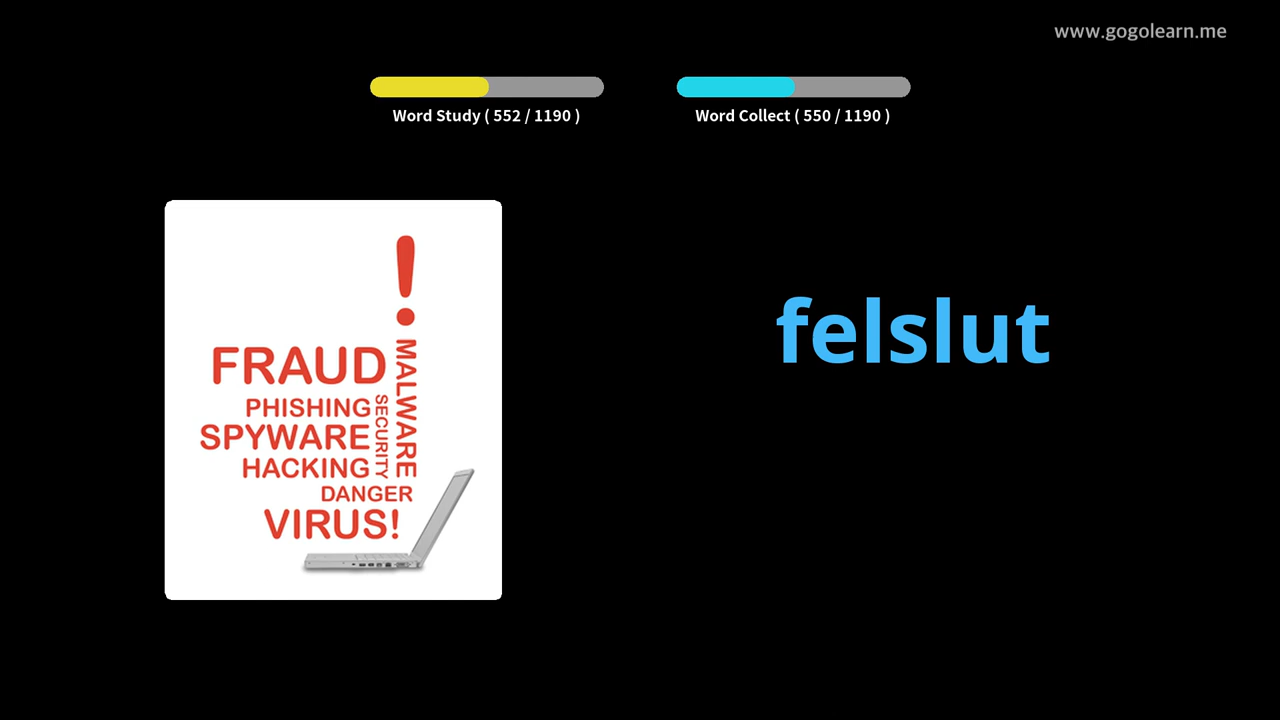 www.gogolearn.me
Word Study ( 552 / 1190 )
Word Collect ( 550 / 1190 )
!
FRAUD
MALWARE
PHISHING
SECURITY
SPYWARE
HACKING
DANGER
VIRUS!
felslut